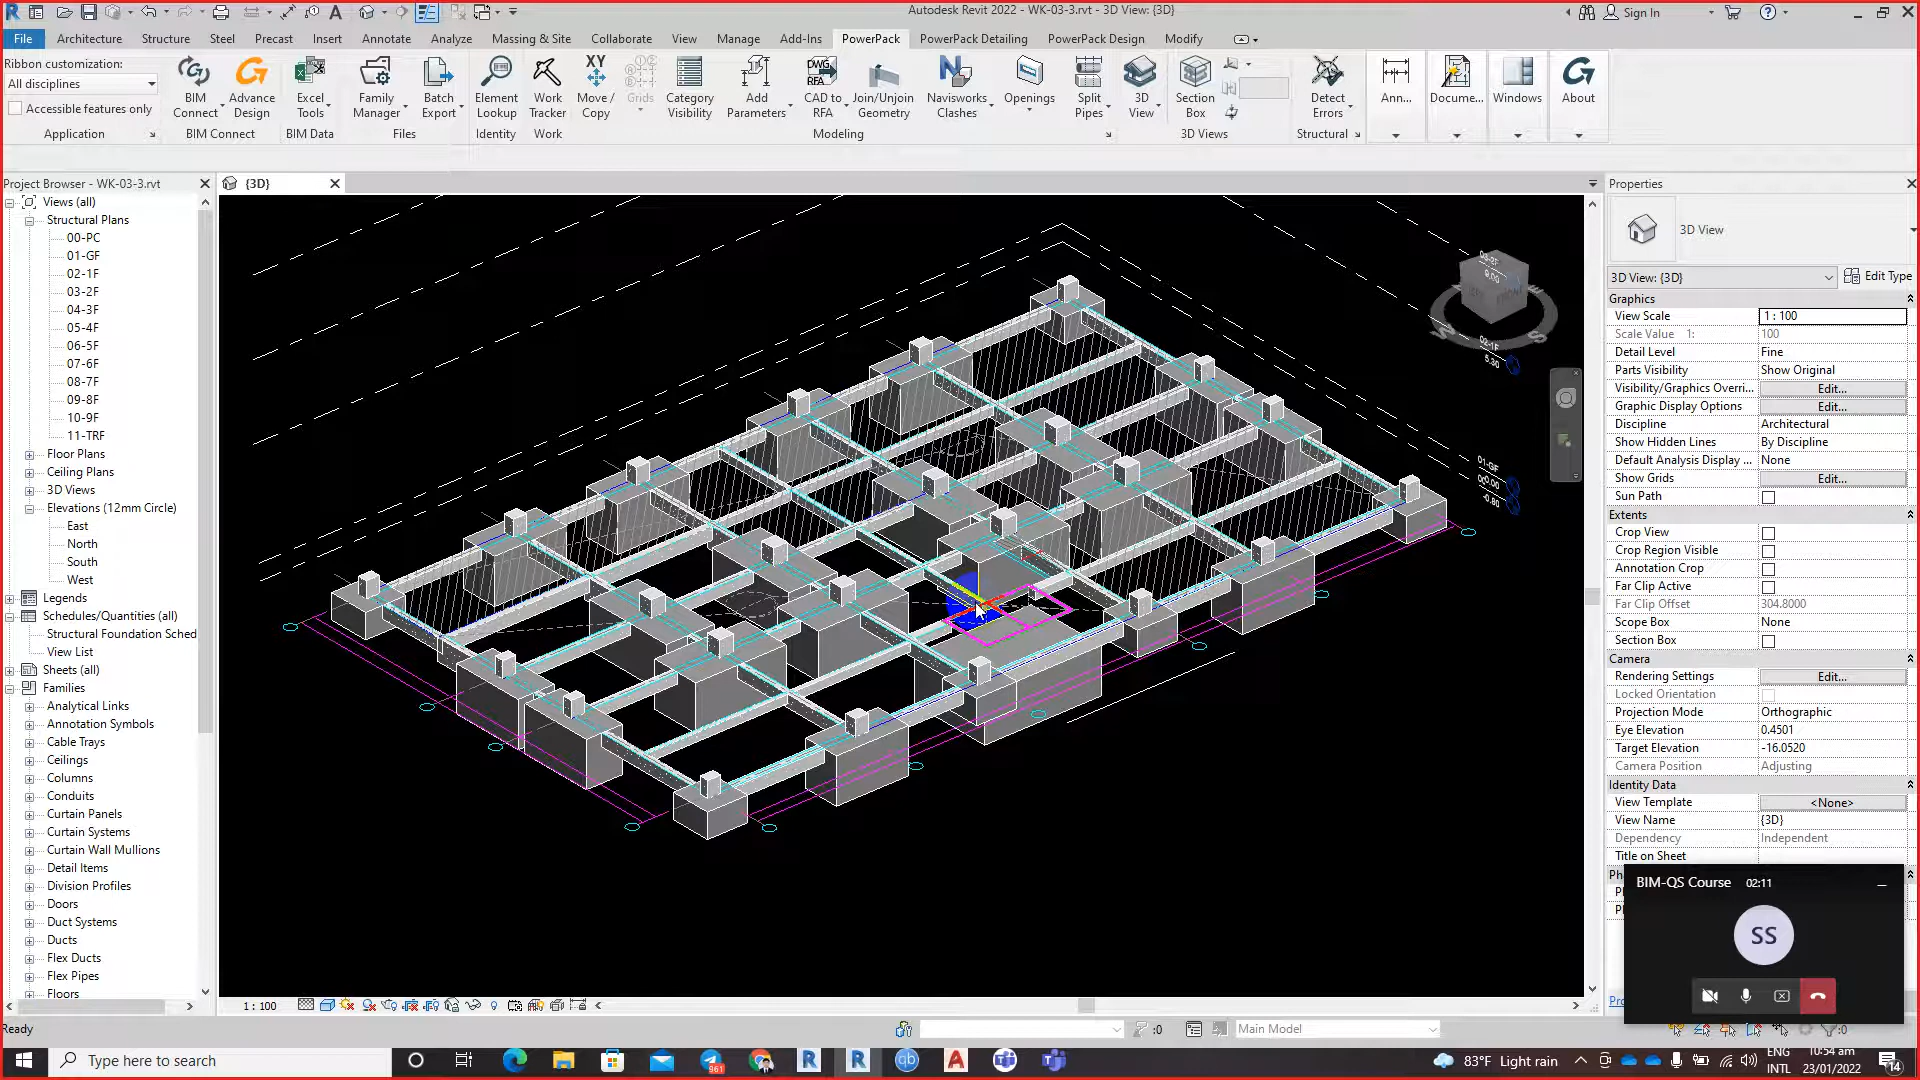 Autodesk Revit 2022 - WK-03-3.rvt - 3D View: {3D}
Sign In
File Architecture Structure Steel Precast Insert Annotate Analyze Massing & Site Collaborate View Manage Add-Ins PowerPack PowerPack Detailing PowerPack Design Modify
Ribbon customization:
All disciplines
Accessible features only
BIM Connect
Advance Design
Excel Tools
Family Manager
Batch Export
Element Lookup
Work Tracker
Move / Copy
Grids
Category Visibility
Add Parameters
CAD to RFA
Join/Unjoin Geometry
Navisworks Clashes
Openings
Split Pipes
3D View
Section Box
Detect Errors
Ann...
Docume...
Windows
About
Application BIM Connect BIM Data Files Identity Work Modeling 3D Views Structural
Project Browser - WK-03-3.rvt
{3D}
Properties
Views (all)
Structural Plans
00-PC
01-GF
02-1F
03-2F
04-3F
05-4F
06-5F
07-6F
08-7F
09-8F
10-9F
11-TRF
Floor Plans
Ceiling Plans
3D Views
Elevations (12mm Circle)
East
North
South
West
Legends
Schedules/Quantities (all)
Structural Foundation Sched
View List
Sheets (all)
Families
Analytical Links
Annotation Symbols
Cable Trays
Ceilings
Columns
Conduits
Curtain Panels
Curtain Systems
Curtain Wall Mullions
Detail Items
Division Profiles
Doors
Duct Systems
Ducts
Flex Ducts
Flex Pipes
Floors
3D View
3D View: {3D}
Edit Type
Graphics
View Scale 1 : 100
Scale Value 1: 100
Detail Level Fine
Parts Visibility Show Original
Visibility/Graphics Overri... Edit...
Graphic Display Options Edit...
Discipline Architectural
Show Hidden Lines By Discipline
Default Analysis Display ... None
Show Grids Edit...
Sun Path
Extents
Crop View
Crop Region Visible
Annotation Crop
Far Clip Active
Far Clip Offset 304.8000
Scope Box None
Section Box
Camera
Rendering Settings Edit...
Locked Orientation
Projection Mode Orthographic
Eye Elevation 0.4501
Target Elevation -16.0520
Camera Position Adjusting
Identity Data
View Template <None>
View Name {3D}
Dependency Independent
Title on Sheet
BIM-QS Course 02:11
SS
1 : 100
Ready
:0
Main Model
:0
Type here to search
961
83°F Light rain
ENG
INTL
10:54 am
23/01/2022
14